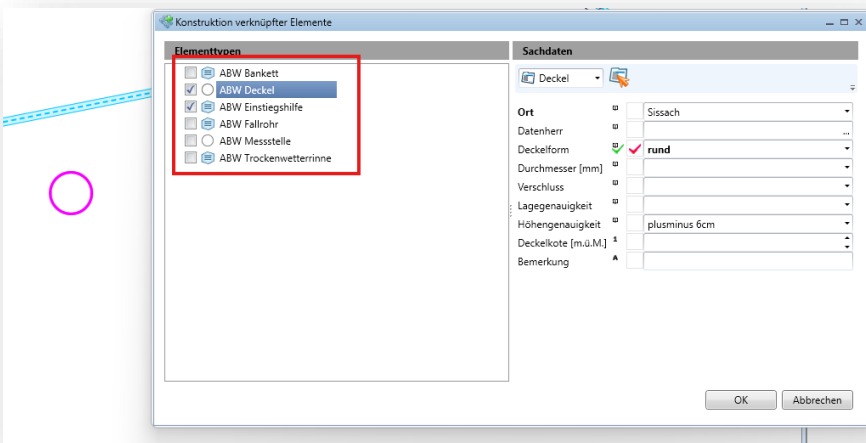 Konstruktion verknüpfter Elemente
Elementtypen
ABW Bankett
ABW Deckel
ABW Einstiegshilfe
ABW Fallrohr
ABW Messstelle
ABW Trockenwetterrinne
Sachdaten
Deckel
Ort Sissach
Datenherr ...
Deckelform rund
Durchmesser [mm]
Verschluss
Lagegenauigkeit
Höhengenauigkeit plusminus 6cm
Deckelkote [m.ü.M.] 1
Bemerkung A
OK Abbrechen